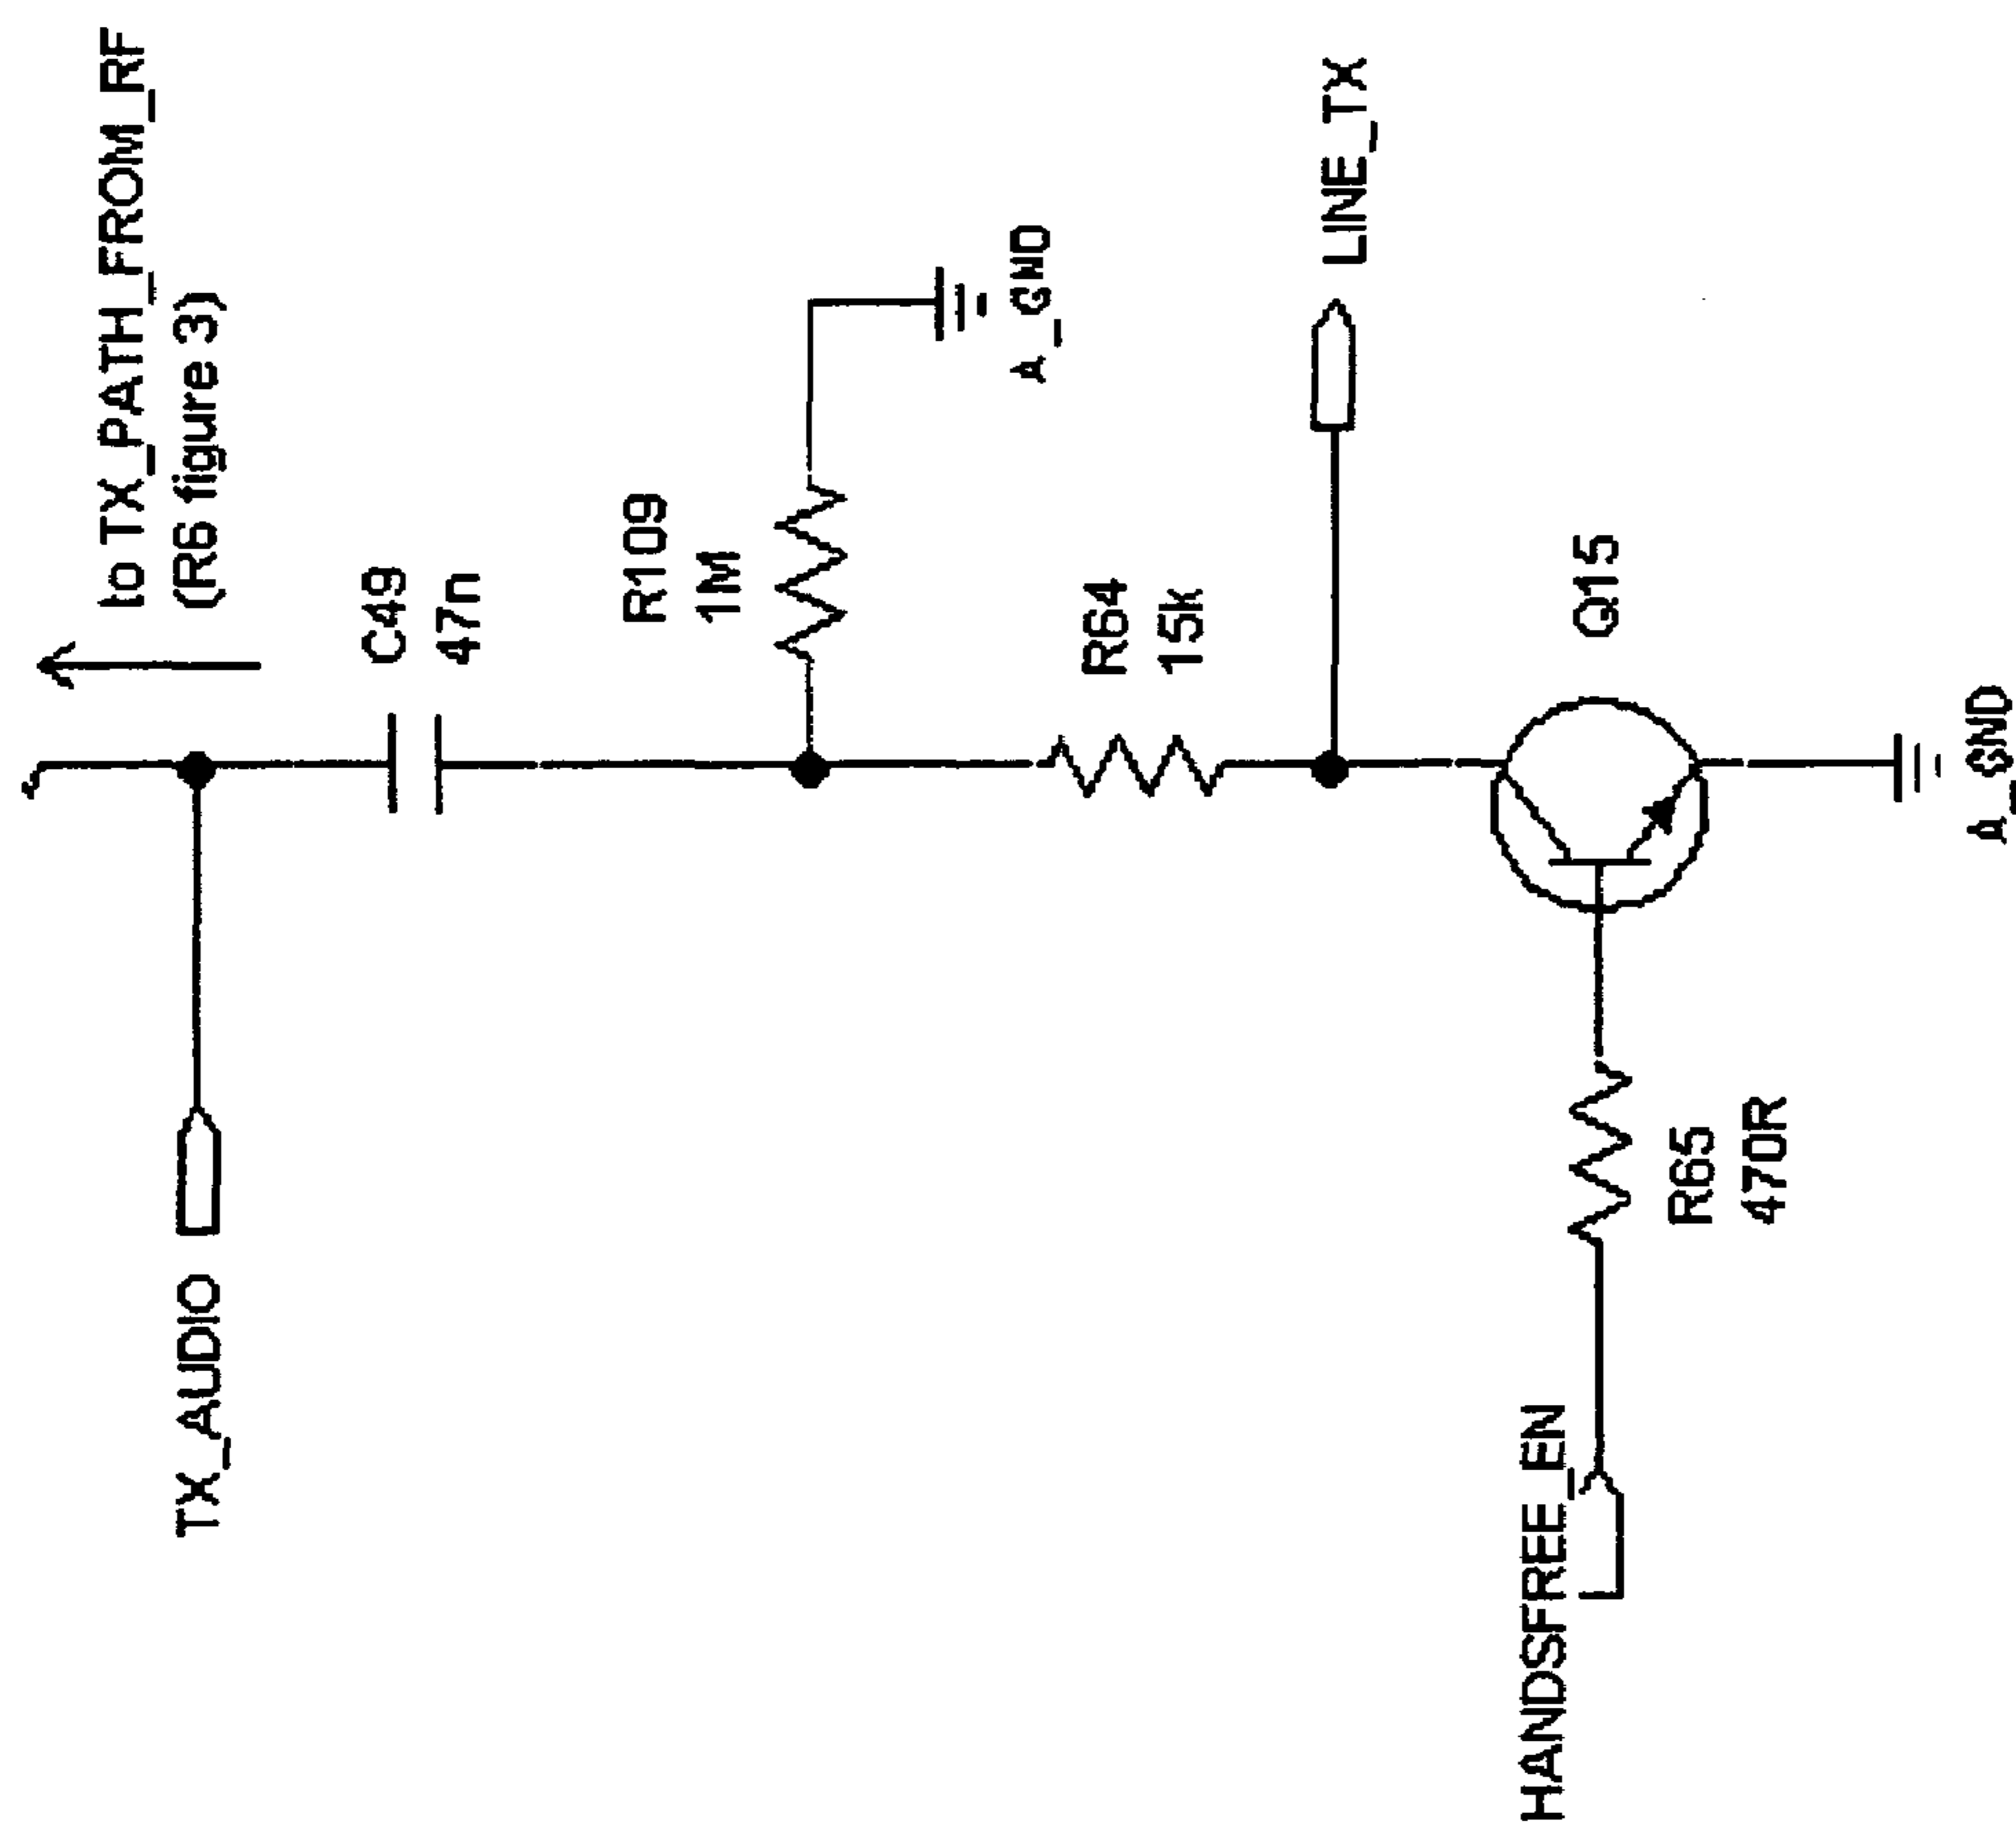 to TX_PATH_FROM_RF
(R6 figure 3)
TX_AUDIO
C49
47n
R109
1M
A_GND
R64
15k
LINE_TX
HANDSFREE_EN
R65
470R
Q15
A_GND